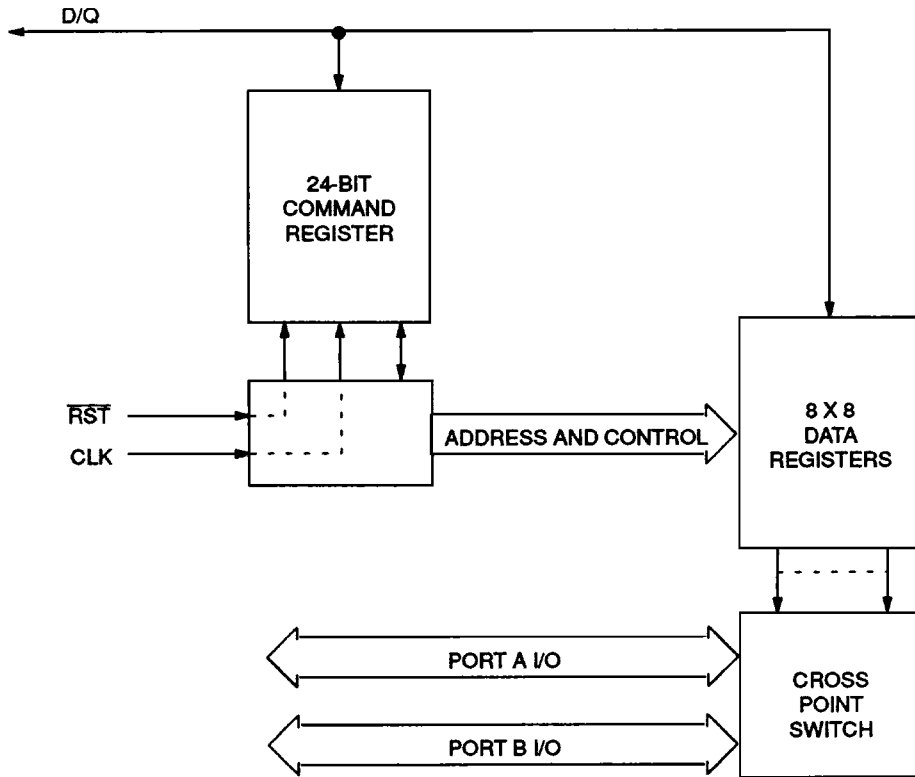 D/Q
24-BIT
COMMAND
REGISTER
RST
CLK
ADDRESS AND CONTROL
8 X 8
DATA
REGISTERS
PORT A I/O
PORT B I/O
CROSS
POINT
SWITCH